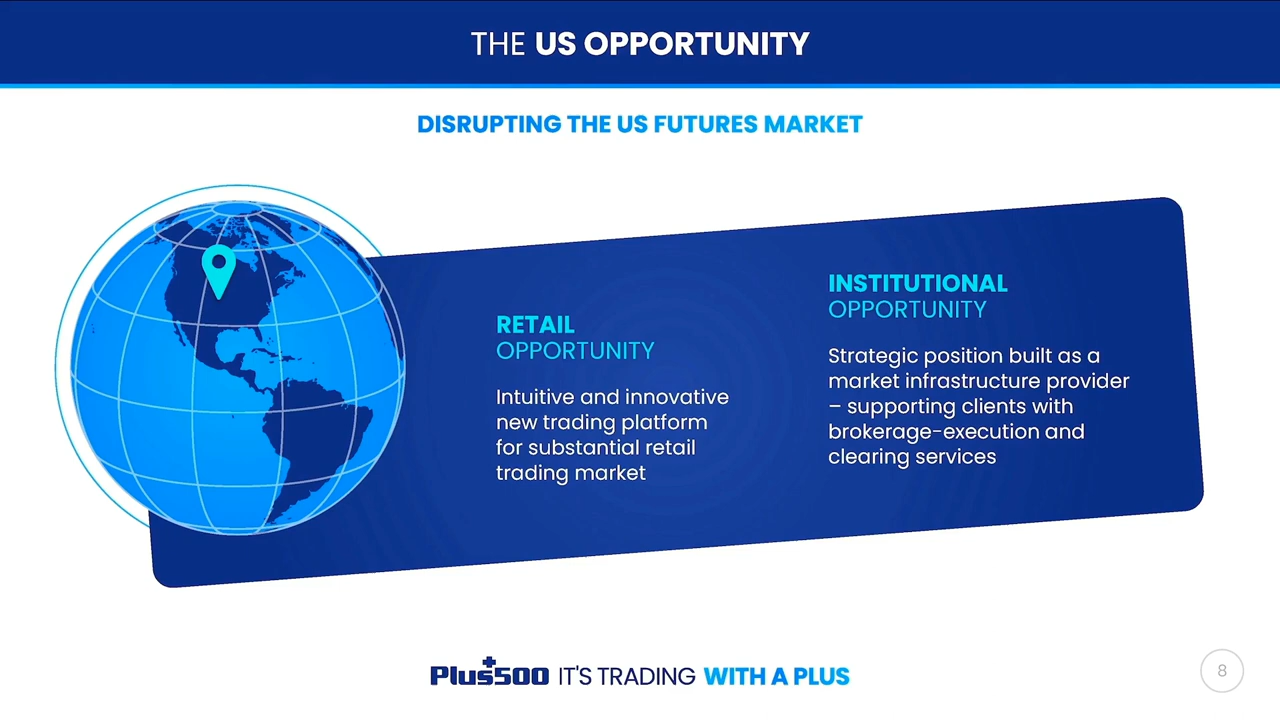 THE US OPPORTUNITY
DISRUPTING THE US FUTURES MARKET
RETAIL
OPPORTUNITY
Intuitive and innovative
new trading platform
for substantial retail
trading market
INSTITUTIONAL
OPPORTUNITY
Strategic position built as a
market infrastructure provider
– supporting clients with
brokerage-execution and
clearing services
Plus500 IT'S TRADING WITH A PLUS
8